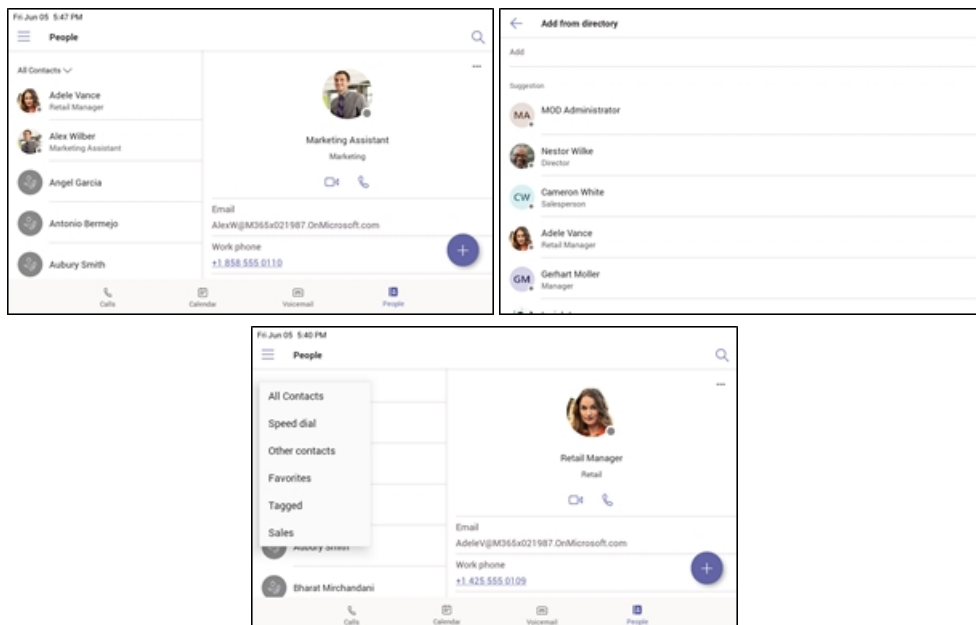 Fri Jun 05 5:47 PM
People
All Contacts
Adele Vance
Retail Manager
Alex Wilber
Marketing Assistant
Angel Garcia
Antonio Bermejo
Aubury Smith
Marketing Assistant
Marketing
Email
AlexW@M365x021987.OnMicrosoft.com
Work phone
+1 858 555 0110
Calls
Calendar
Voicemail
People
Add from directory
Add
Suggestion
MA
MOD Administrator
Nestor Wilke
Director
CW
Cameron White
Salesperson
Adele Vance
Retail Manager
GM
Gerhart Moller
Manager
Fri Jun 05 5:40 PM
People
All Contacts
Speed dial
Other contacts
Favorites
Tagged
Sales
Aubury Smith
Bharat Mirchandani
Retail Manager
Retail
Email
AdeleV@M365x021987.OnMicrosoft.com
Work phone
+1 425 555 0109
Calls
Calendar
Voicemail
People